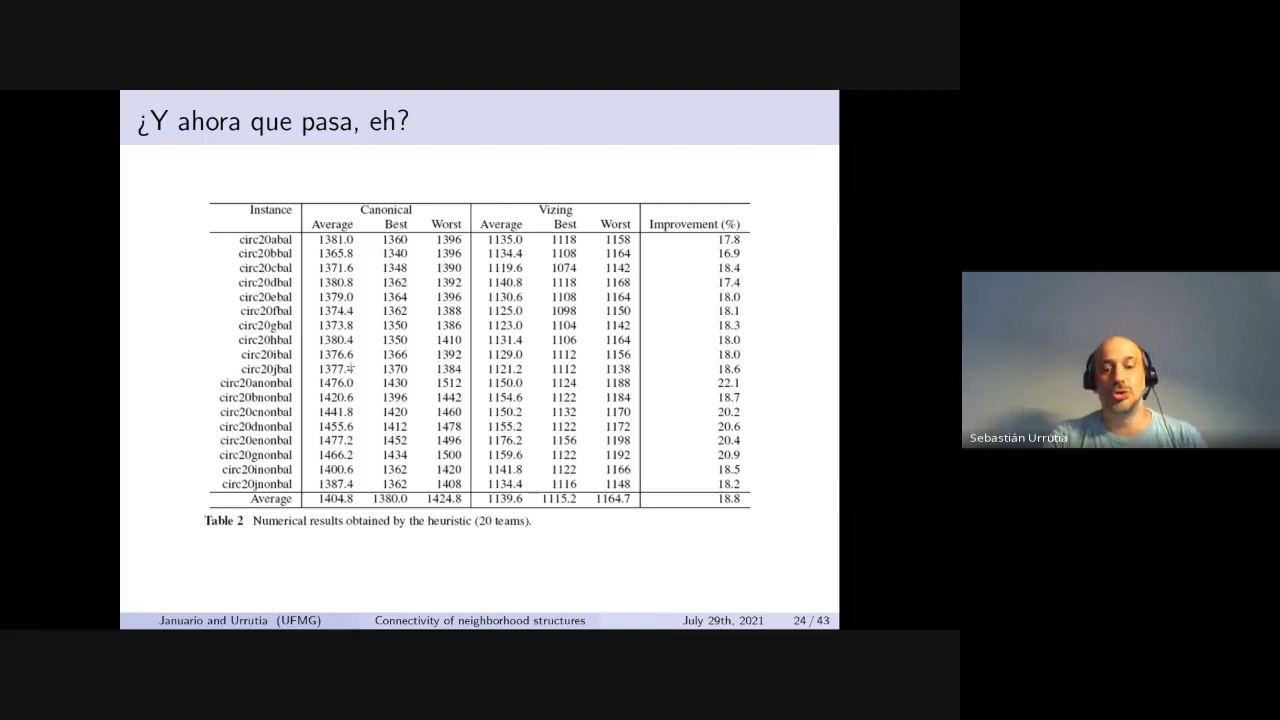 ¿Y ahora que pasa, eh?
Instance Canonical Vizing
Average Best Worst Average Best Worst Improvement (%)
circ20abal 1381.0 1360 1396 1135.0 1118 1158 17.8
circ20bbal 1365.8 1340 1396 1134.4 1108 1164 16.9
circ20cbal 1371.6 1348 1390 1119.6 1074 1142 18.4
circ20dbal 1380.8 1362 1392 1140.8 1118 1168 17.4
circ20ebal 1379.0 1364 1396 1130.6 1108 1164 18.0
circ20fbal 1374.4 1362 1388 1125.0 1098 1150 18.1
circ20gbal 1373.8 1350 1386 1123.0 1104 1142 18.3
circ20hbal 1380.4 1350 1410 1131.4 1106 1164 18.0
circ20ibal 1376.6 1366 1392 1129.0 1112 1156 18.0
circ20jbal 1377.4 1370 1384 1121.2 1112 1138 18.6
circ20anonbal 1476.0 1430 1512 1150.0 1124 1188 22.1
circ20bnonbal 1420.6 1396 1442 1154.6 1122 1184 18.7
circ20cnonbal 1441.8 1420 1460 1150.2 1132 1170 20.2
circ20dnonbal 1455.6 1412 1478 1155.2 1122 1172 20.6
circ20enonbal 1477.2 1452 1496 1176.2 1156 1198 20.4
circ20gnonbal 1466.2 1434 1500 1159.6 1122 1192 20.9
circ20inonbal 1400.6 1362 1420 1141.8 1122 1166 18.5
circ20jnonbal 1387.4 1362 1408 1134.4 1116 1148 18.2
Average 1404.8 1380.0 1424.8 1139.6 1115.2 1164.7 18.8
Table 2 Numerical results obtained by the heuristic (20 teams).
Januario and Urrutia (UFMG) Connectivity of neighborhood structures July 29th, 2021 24 / 43
Sebastián Urrutia